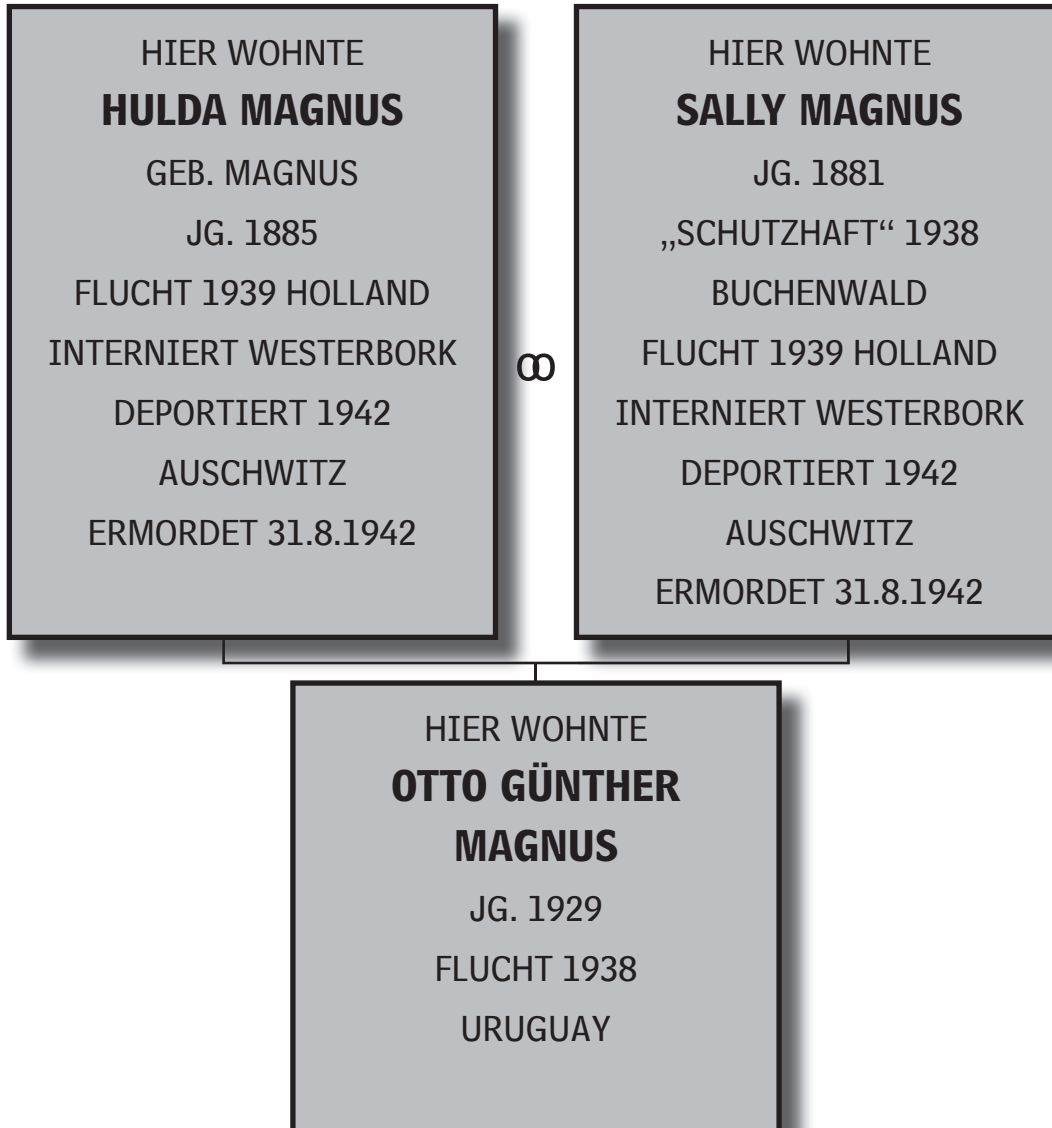 HIER WOHNTE
HULDA MAGNUS
GEB. MAGNUS
JG. 1885
FLUCHT 1939 HOLLAND
INTERNIERT WESTERBORK
DEPORTIERT 1942
AUSCHWITZ
ERMORDET 31.8.1942
HIER WOHNTE
SALLY MAGNUS
JG. 1881
„SCHUTZHAFT“ 1938
BUCHENWALD
FLUCHT 1939 HOLLAND
INTERNIERT WESTERBORK
DEPORTIERT 1942
AUSCHWITZ
ERMORDET 31.8.1942
HIER WOHNTE
OTTO GÜNTHER
MAGNUS
JG. 1929
FLUCHT 1938
URUGUAY